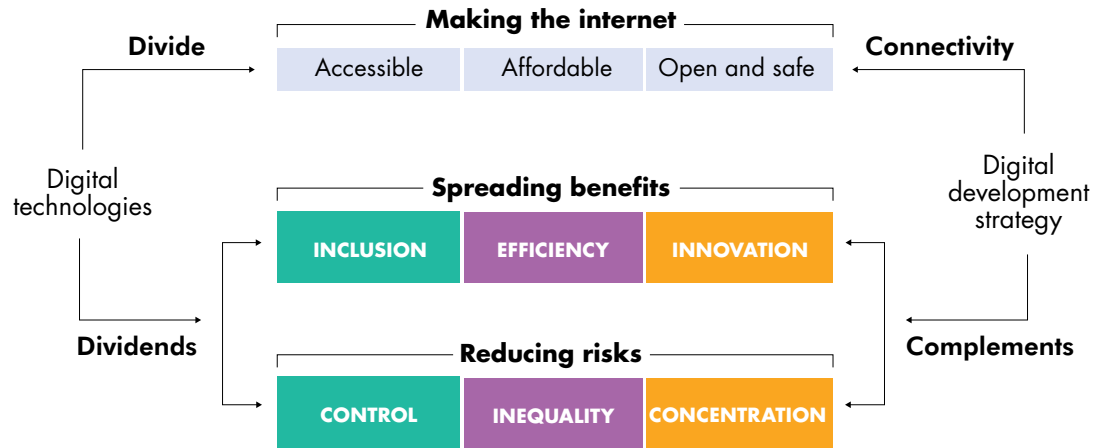 Making the internet
Divide
Connectivity
Accessible
Affordable
Open and safe
Digital
technologies
Digital
development
strategy
Spreading benefits
INCLUSION
EFFICIENCY
INNOVATION
Dividends
Complements
Reducing risks
CONTROL
INEQUALITY
CONCENTRATION